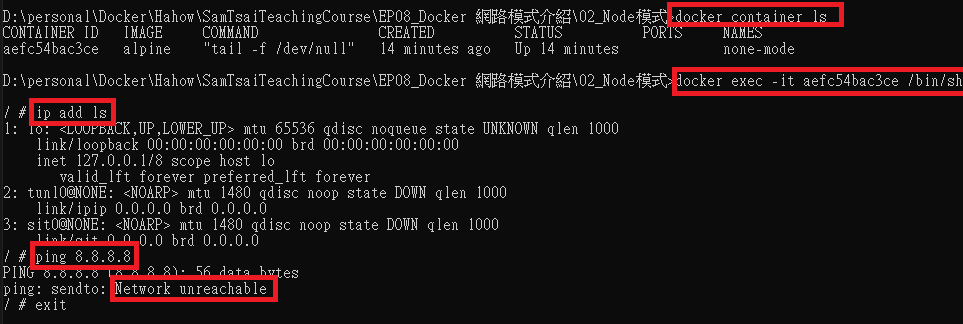 D:\personal\Docker\Hahow\SamTsaiTeachingCourse\EP08_Docker 網路模式介紹\02_Node模式>docker container ls
CONTAINER ID   IMAGE     COMMAND               CREATED          STATUS          PORTS     NAMES
aefc54bac3ce   alpine    "tail -f /dev/null"   14 minutes ago   Up 14 minutes             none-mode
D:\personal\Docker\Hahow\SamTsaiTeachingCourse\EP08_Docker 網路模式介紹\02_Node模式>docker exec -it aefc54bac3ce /bin/sh
/ # ip add ls
1: lo: <LOOPBACK,UP,LOWER_UP> mtu 65536 qdisc noqueue state UNKNOWN qlen 1000
    link/loopback 00:00:00:00:00:00 brd 00:00:00:00:00:00
    inet 127.0.0.1/8 scope host lo
       valid_lft forever preferred_lft forever
2: tunl0@NONE: <NOARP> mtu 1480 qdisc noop state DOWN qlen 1000
    link/ipip 0.0.0.0 brd 0.0.0.0
3: sit0@NONE: <NOARP> mtu 1480 qdisc noop state DOWN qlen 1000
    link/sit 0.0.0.0 brd 0.0.0.0
/ # ping 8.8.8.8
PING 8.8.8.8 (8.8.8.8): 56 data bytes
ping: sendto: Network unreachable
/ # exit